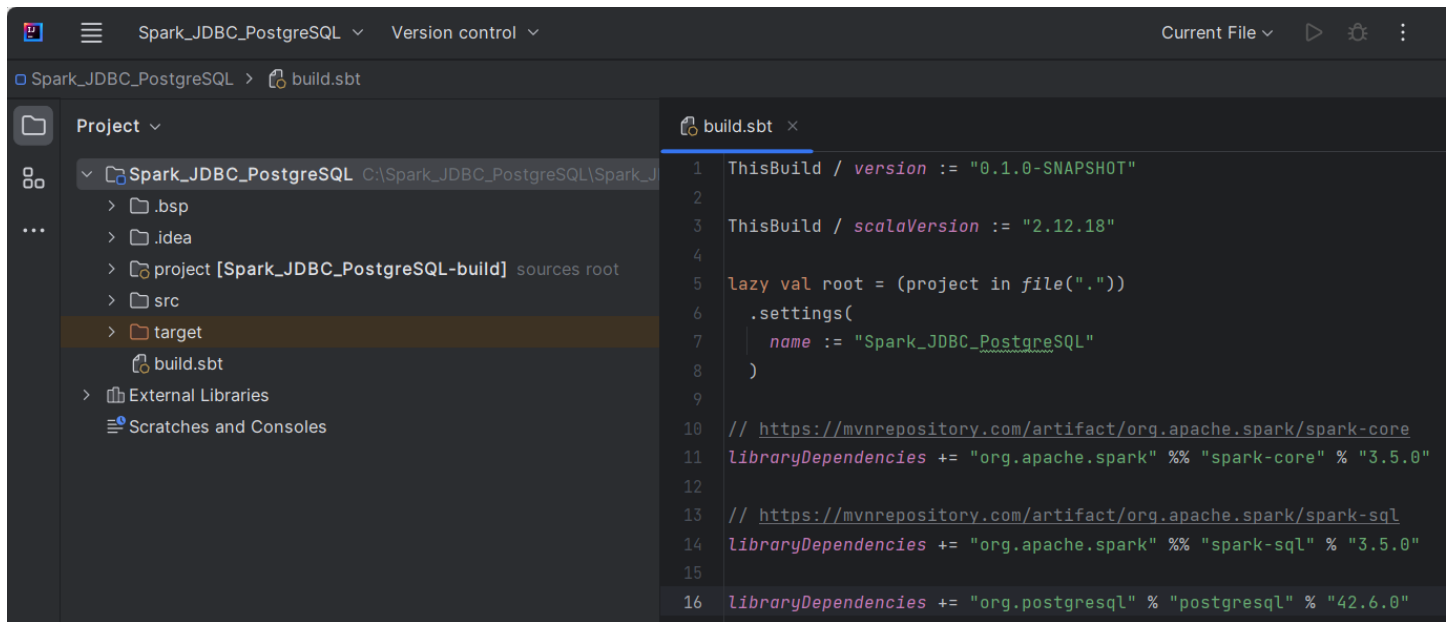 Spark_JDBC_PostgreSQL Version control Current File
Spark_JDBC_PostgreSQL > build.sbt
Project
Spark_JDBC_PostgreSQL C:\Spark_JDBC_PostgreSQL\Spark_J
.bsp
.idea
project [Spark_JDBC_PostgreSQL-build] sources root
src
target
build.sbt
External Libraries
Scratches and Consoles
build.sbt ×
1 ThisBuild / version := "0.1.0-SNAPSHOT"
2
3 ThisBuild / scalaVersion := "2.12.18"
4
5 lazy val root = (project in file("."))
6 .settings(
7 name := "Spark_JDBC_PostgreSQL"
8 )
9
10 // https://mvnrepository.com/artifact/org.apache.spark/spark-core
11 libraryDependencies += "org.apache.spark" %% "spark-core" % "3.5.0"
12
13 // https://mvnrepository.com/artifact/org.apache.spark/spark-sql
14 libraryDependencies += "org.apache.spark" %% "spark-sql" % "3.5.0"
15
16 libraryDependencies += "org.postgresql" % "postgresql" % "42.6.0"